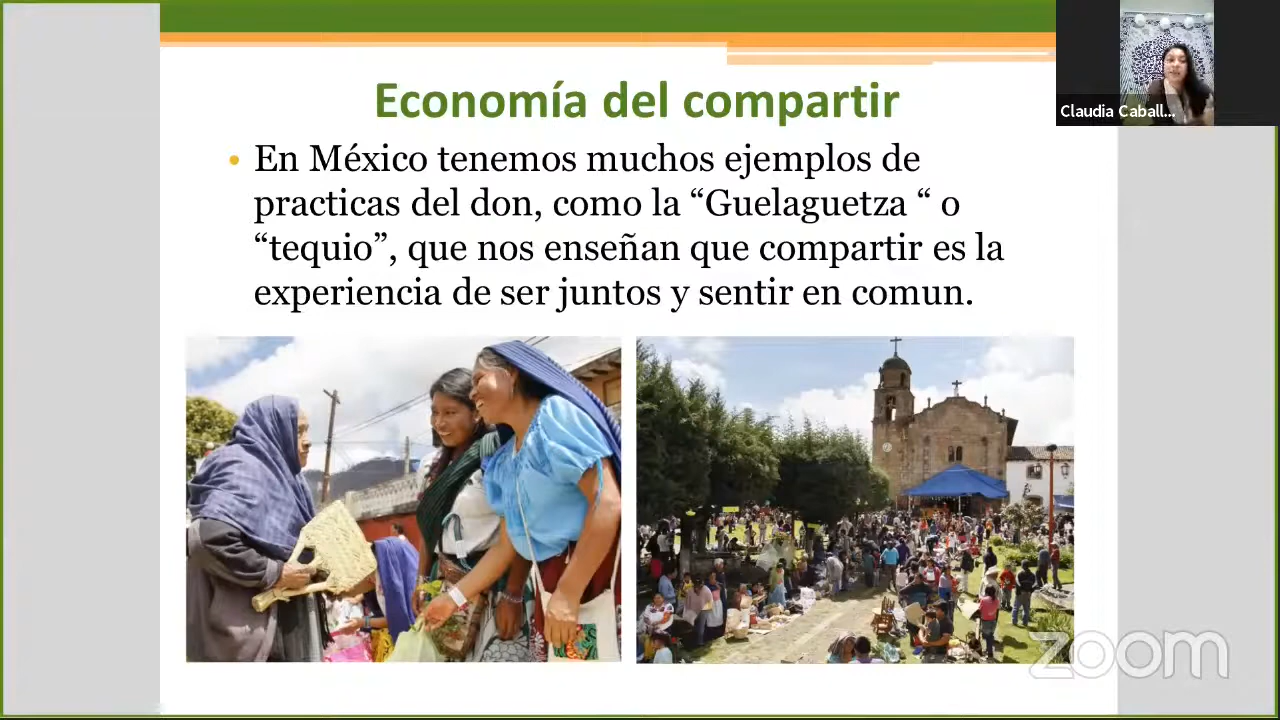 Economía del compartir
• En México tenemos muchos ejemplos de
practicas del don, como la “Guelaguetza “ o
“tequio”, que nos enseñan que compartir es la
experiencia de ser juntos y sentir en comun.
Claudia Caball...
zoom